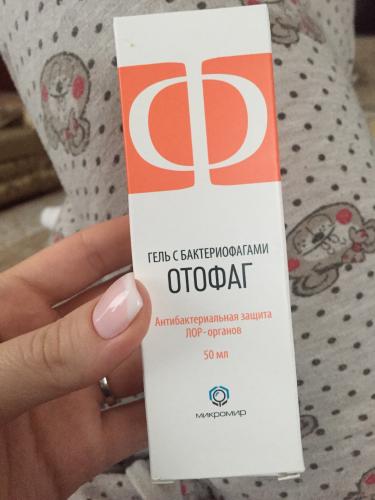 Ф
ГЕЛЬ С БАКТЕРИОФАГАМИ
ОТОФАГ
Антибактериальная защита
ЛОР-органов
50 мл
МИКРОМИР